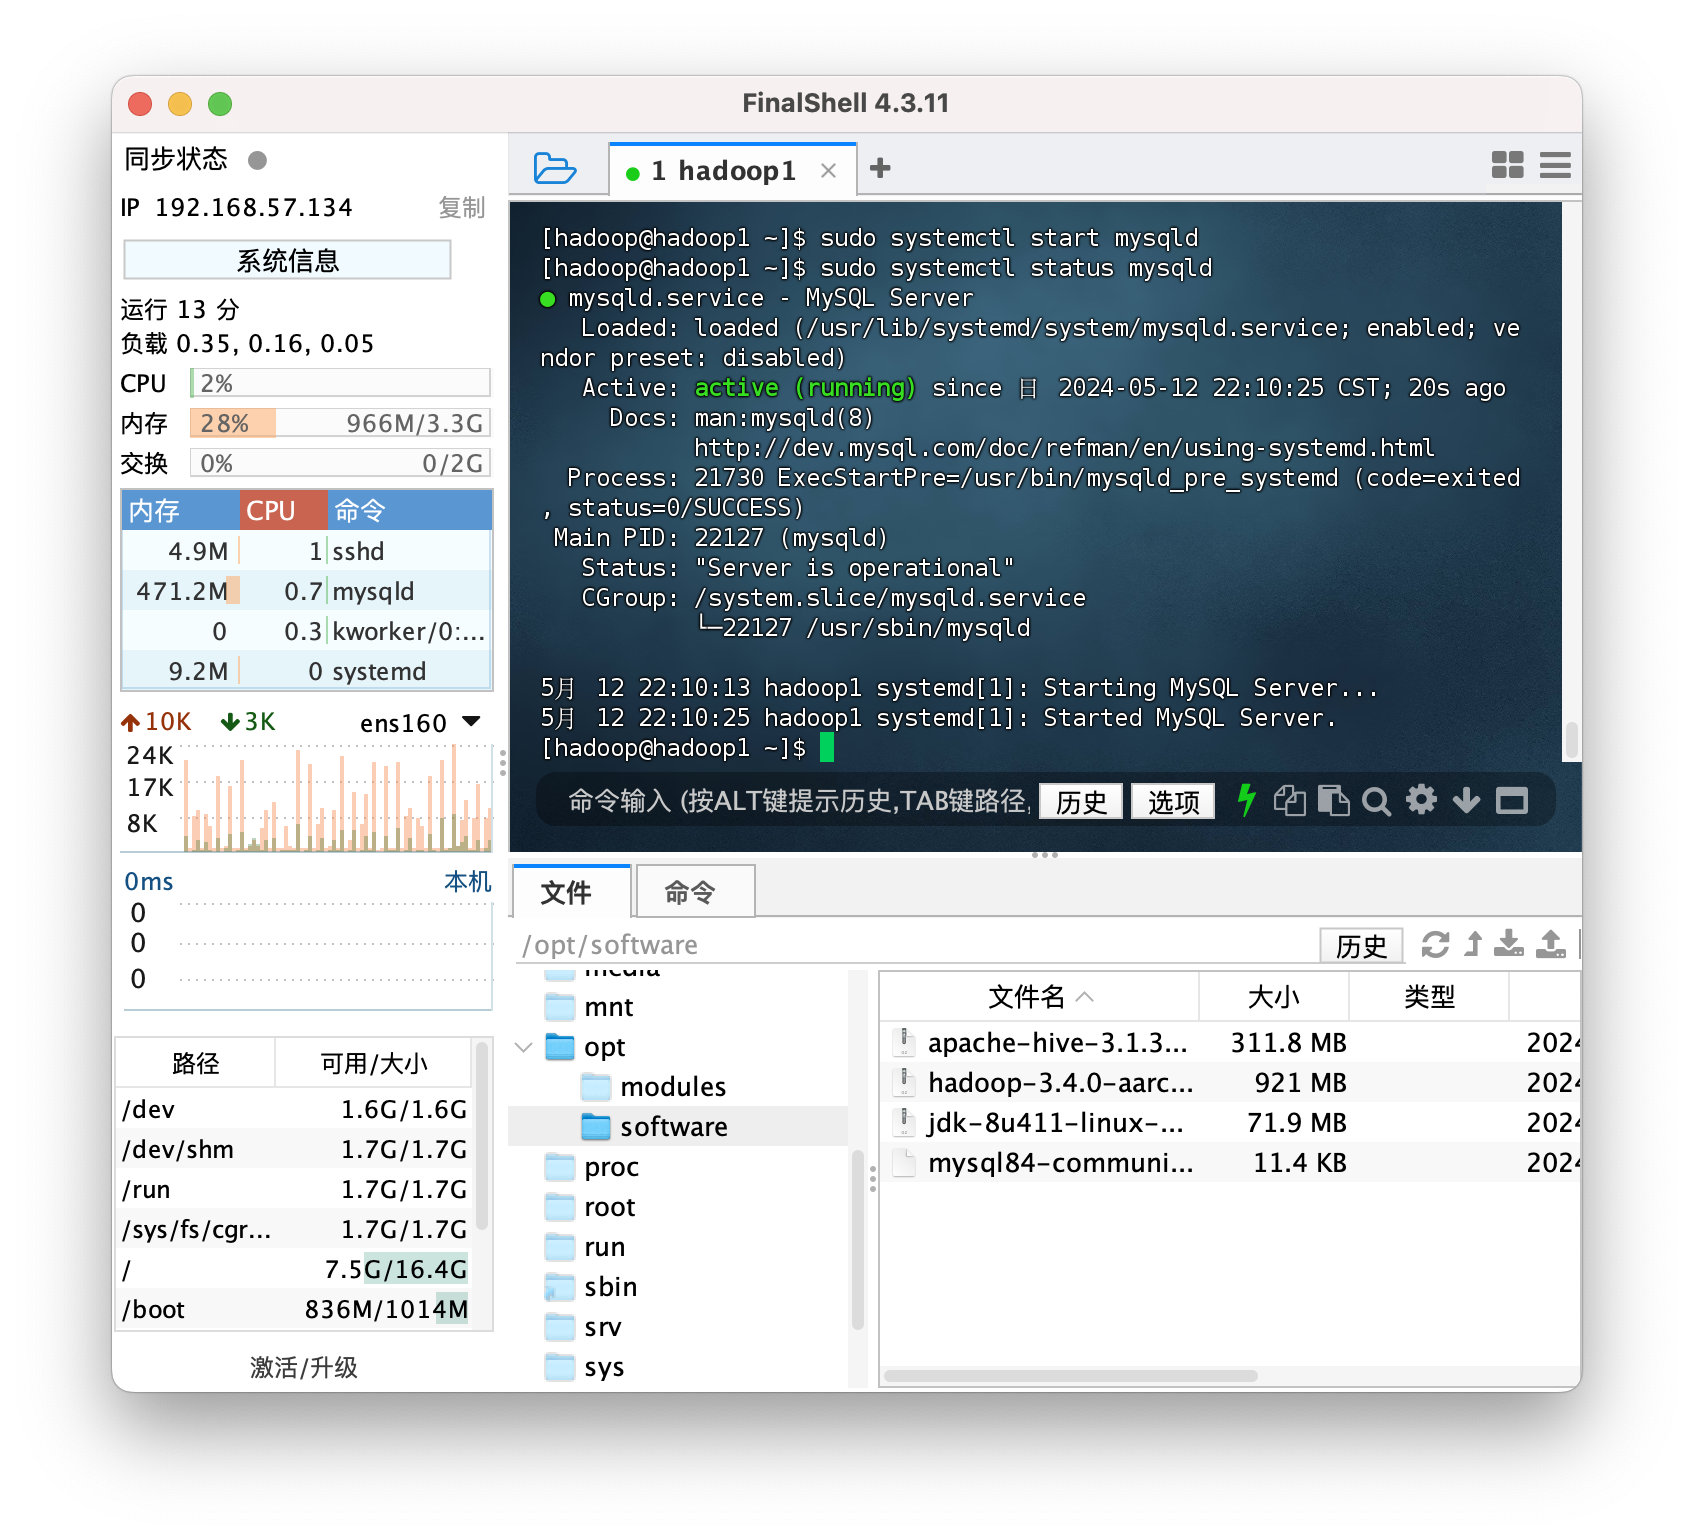 FinalShell 4.3.11
同步状态
IP 192.168.57.134 复制
系统信息
运行 13 分
负载 0.35, 0.16, 0.05
CPU 2%
内存 28% 966M/3.3G
交换 0% 0/2G
内存 CPU 命令
4.9M 1 sshd
471.2M 0.7 mysqld
0 0.3 kworker/0:...
9.2M 0 systemd
10K 3K ens160
24K
17K
8K
0ms 本机
0
0
0
路径 可用/大小
/dev 1.6G/1.6G
/dev/shm 1.7G/1.7G
/run 1.7G/1.7G
/sys/fs/cgr... 1.7G/1.7G
/ 7.5G/16.4G
/boot 836M/1014M
激活/升级
1 hadoop1
[hadoop@hadoop1 ~]$ sudo systemctl start mysqld
[hadoop@hadoop1 ~]$ sudo systemctl status mysqld
● mysqld.service - MySQL Server
Loaded: loaded (/usr/lib/systemd/system/mysqld.service; enabled; ve
ndor preset: disabled)
Active: active (running) since 日 2024-05-12 22:10:25 CST; 20s ago
Docs: man:mysqld(8)
http://dev.mysql.com/doc/refman/en/using-systemd.html
Process: 21730 ExecStartPre=/usr/bin/mysqld_pre_systemd (code=exited
, status=0/SUCCESS)
Main PID: 22127 (mysqld)
Status: "Server is operational"
CGroup: /system.slice/mysqld.service
└─22127 /usr/sbin/mysqld
5月 12 22:10:13 hadoop1 systemd[1]: Starting MySQL Server...
5月 12 22:10:25 hadoop1 systemd[1]: Started MySQL Server.
[hadoop@hadoop1 ~]$
命令输入 (按ALT键提示历史,TAB键路径, 历史 选项
文件 命令
/opt/software 历史
media
mnt
opt
modules
software
proc
root
run
sbin
srv
sys
文件名 大小 类型
apache-hive-3.1.3... 311.8 MB 2024
hadoop-3.4.0-aarc... 921 MB 2024
jdk-8u411-linux-... 71.9 MB 2024
mysql84-communi... 11.4 KB 2024